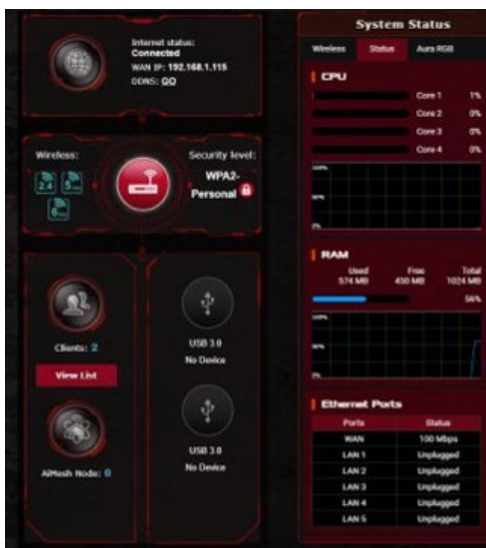 Internet status:
Connected
WAN IP: 192.168.1.115
DDNS: GO
Wireless:
2.4
5
6
Security level:
WPA2-
Personal
Clients: 2
View List
AiMesh Node: 0
USB 3.0
No Device
USB 3.0
No Device
System Status
Wireless Status Aura RGB
CPU
Core 1 1%
Core 2 0%
Core 3 0%
Core 4 0%
100%
0%
RAM
Used Free Total
574 MB 450 MB 1024 MB
56%
100%
0%
Ethernet Ports
Ports Status
WAN 100 Mbps
LAN 1 Unplugged
LAN 2 Unplugged
LAN 3 Unplugged
LAN 4 Unplugged
LAN 5 Unplugged